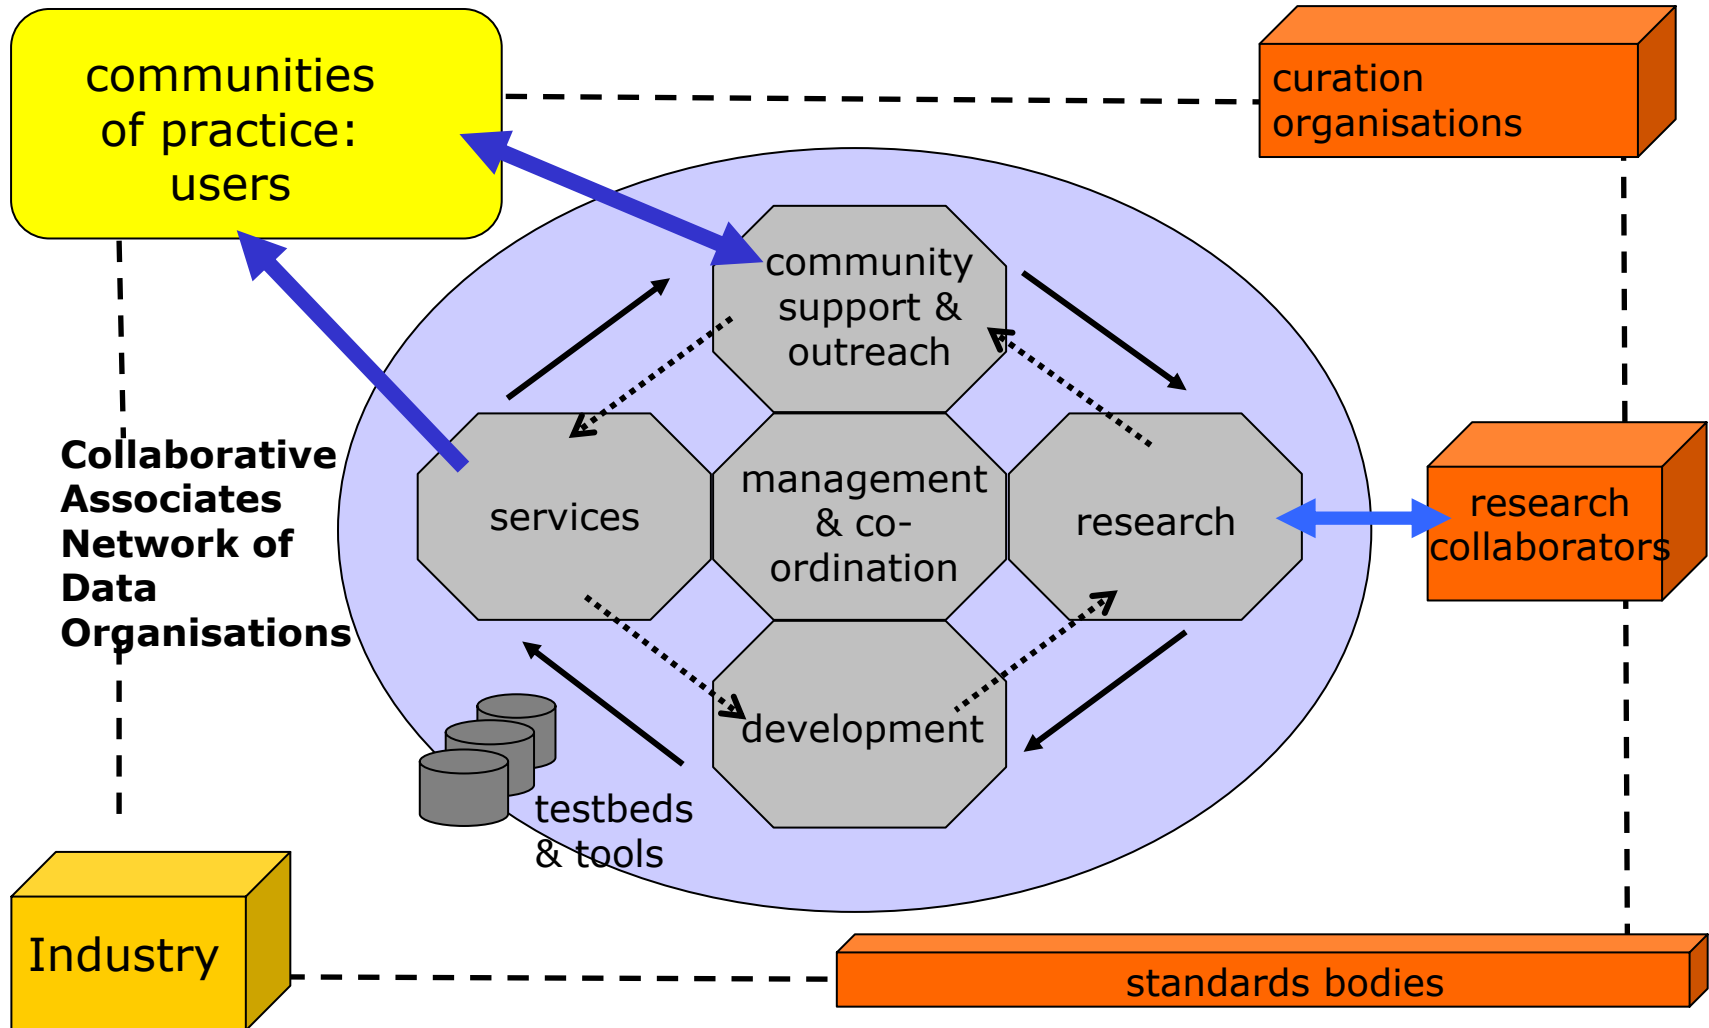 communities
of practice:
users
curation
organisations
community
support &
outreach
Collaborative
Associates
Network of
Data
Organisations
services
management
& co-
ordination
research
research
collaborators
development
testbeds
& tools
Industry
standards bodies